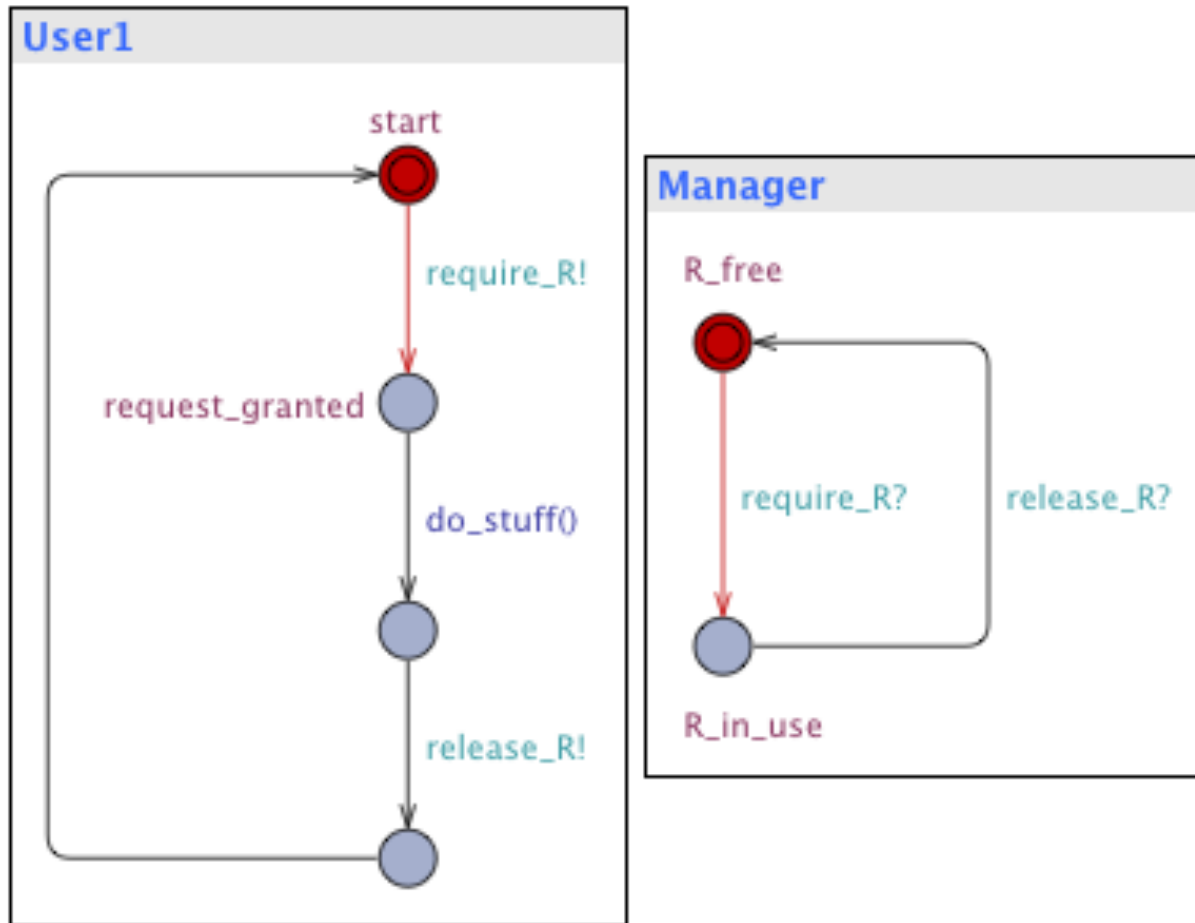 User1
start
require_R!
request_granted
do_stuff()
release_R!
Manager
R_free
require_R?
release_R?
R_in_use